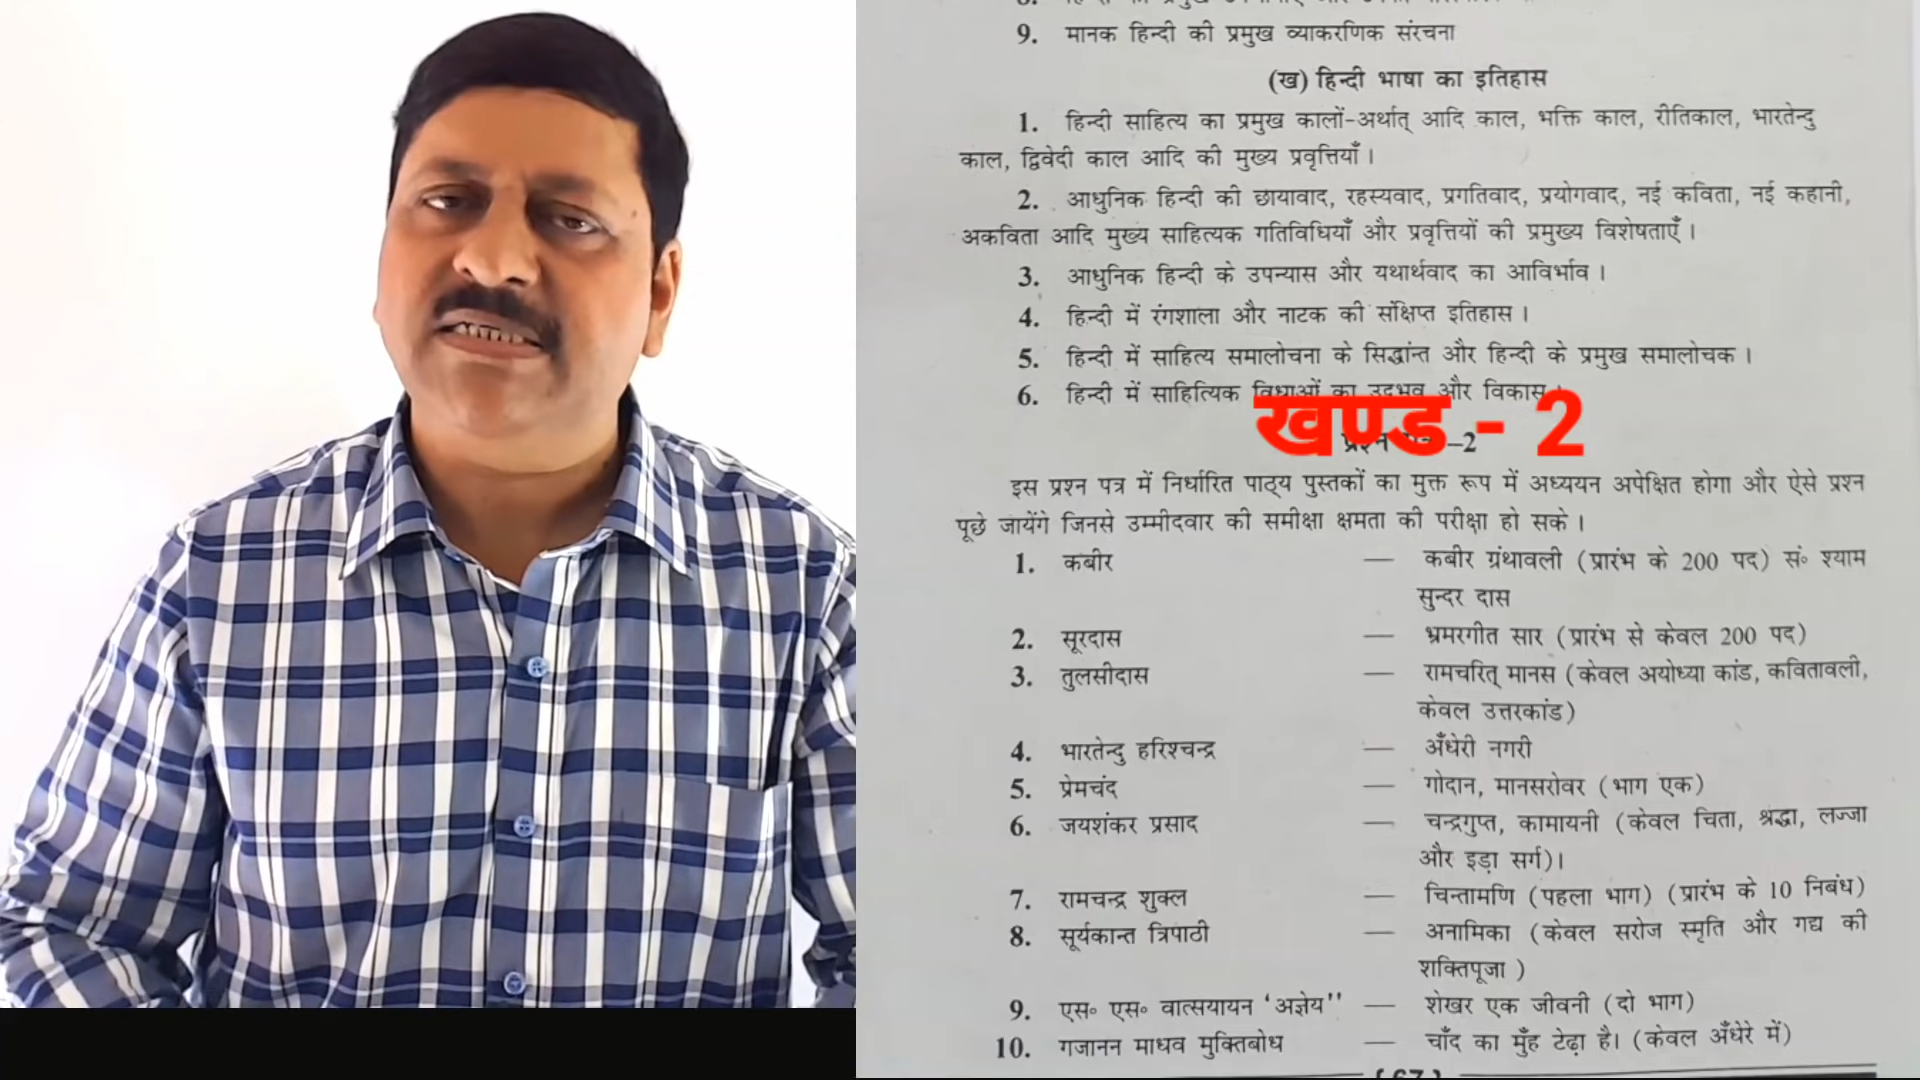 9. मानक हिन्दी की प्रमुख व्याकरणिक संरचना
(ख) हिन्दी भाषा का इतिहास
1. हिन्दी साहित्य का प्रमुख कालों-अर्थात् आदि काल, भक्ति काल, रीतिकाल, भारतेन्दु
काल, द्विवेदी काल आदि की मुख्य प्रवृत्तियाँ।
2. आधुनिक हिन्दी की छायावाद, रहस्यवाद, प्रगतिवाद, प्रयोगवाद, नई कविता, नई कहानी,
अकविता आदि मुख्य साहित्यक गतिविधियाँ और प्रवृत्तियों की प्रमुख्य विशेषताएँ।
3. आधुनिक हिन्दी के उपन्यास और यथार्थवाद का आविर्भाव।
4. हिन्दी में रंगशाला और नाटक की संक्षिप्त इतिहास।
5. हिन्दी में साहित्य समालोचना के सिद्धांत और हिन्दी के प्रमुख समालोचक।
6. हिन्दी में साहित्यिक विधाओं का उदभव और विकास।
खण्ड - 2
–2
इस प्रश्न पत्र में निर्धारित पाठ्य पुस्तकों का मुक्त रूप में अध्ययन अपेक्षित होगा और ऐसे प्रश्न
पूछे जायेंगे जिनसे उम्मीदवार की समीक्षा क्षमता की परीक्षा हो सके।
1. कबीर — कबीर ग्रंथावली (प्रारंभ के 200 पद) सं० श्याम
सुन्दर दास
2. सूरदास — भ्रमरगीत सार (प्रारंभ से केवल 200 पद)
3. तुलसीदास — रामचरित् मानस (केवल अयोध्या कांड, कवितावली,
केवल उत्तरकांड)
4. भारतेन्दु हरिश्चन्द्र — अँधेरी नगरी
5. प्रेमचंद — गोदान, मानसरोवर (भाग एक)
6. जयशंकर प्रसाद — चन्द्रगुप्त, कामायनी (केवल चिता, श्रद्धा, लज्जा
और इड़ा सर्ग)।
7. रामचन्द्र शुक्ल — चिन्तामणि (पहला भाग) (प्रारंभ के 10 निबंध)
8. सूर्यकान्त त्रिपाठी — अनामिका (केवल सरोज स्मृति और गद्य की
शक्तिपूजा )
9. एस० एस० वात्सयायन ‘अज्ञेय’’ — शेखर एक जीवनी (दो भाग)
10. गजानन माधव मुक्तिबोध — चाँद का मुँह टेढ़ा है। (केवल अँधेरे में)